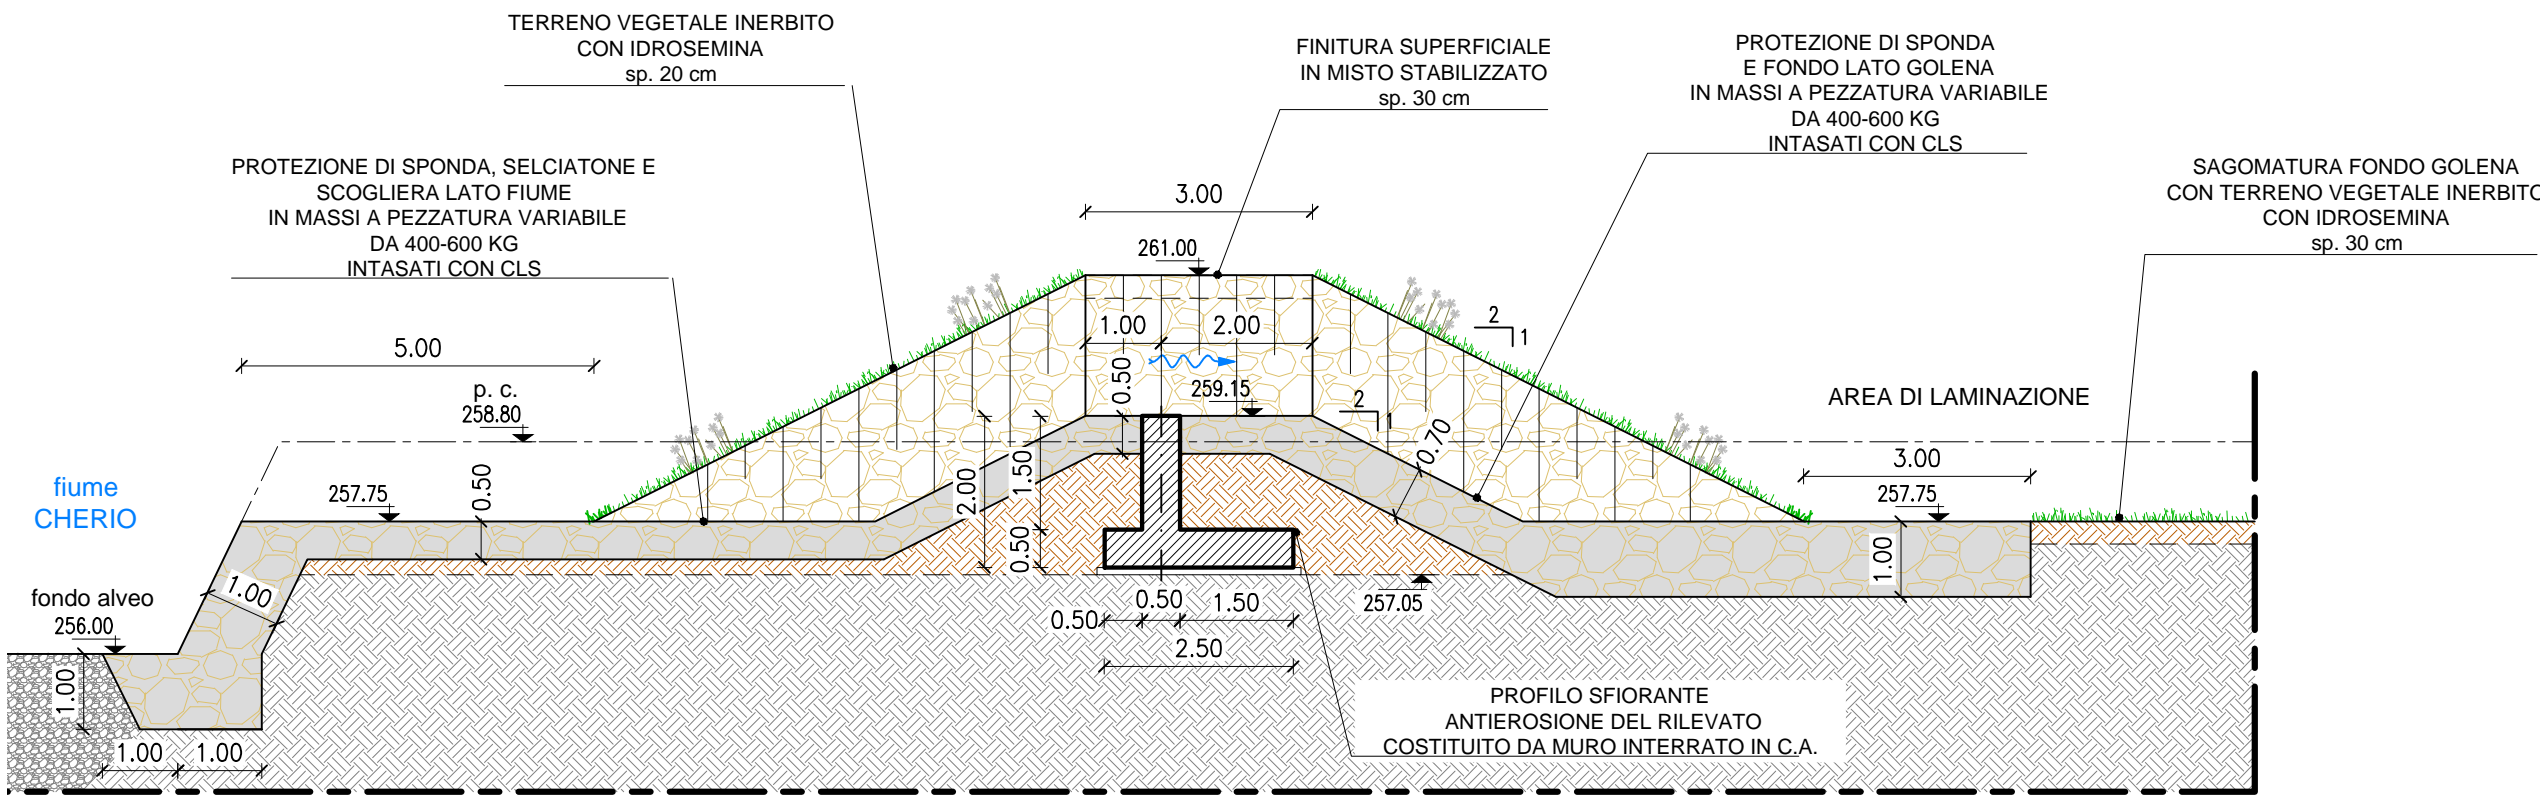 TERRENO VEGETALE INERBITO
CON IDROSEMINA
sp. 20 cm
FINITURA SUPERFICIALE
IN MISTO STABILIZZATO
sp. 30 cm
PROTEZIONE DI SPONDA
E FONDO LATO GOLENA
IN MASSI A PEZZATURA VARIABILE
DA 400-600 KG
INTASATI CON CLS
PROTEZIONE DI SPONDA, SELCIATONE E
SCOGLIERA LATO FIUME
IN MASSI A PEZZATURA VARIABILE
DA 400-600 KG
INTASATI CON CLS
SAGOMATURA FONDO GOLENA
CON TERRENO VEGETALE INERBITO
CON IDROSEMINA
sp. 30 cm
3.00
261.00
1.00
2.00
2
1
5.00
0.50
p. c.
258.80
259.15
2
1
AREA DI LAMINAZIONE
0.70
3.00
fiume
CHERIO
257.75
0.50
2.00
1.50
0.50
257.75
1.00
1.00
fondo alveo
256.00
257.05
0.50
0.50
1.50
2.50
1.00
1.00
1.00
PROFILO SFIORANTE
ANTIEROSIONE DEL RILEVATO
COSTITUITO DA MURO INTERRATO IN C.A.